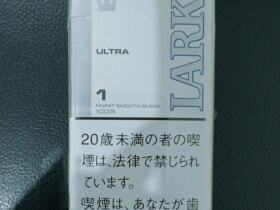 LARK
ULTRA
1
FINEST SMOOTH BLEND
100'S
20歳未満の者の喫
煙は、法律で禁じられ
ています。
喫煙は、あなたが歯